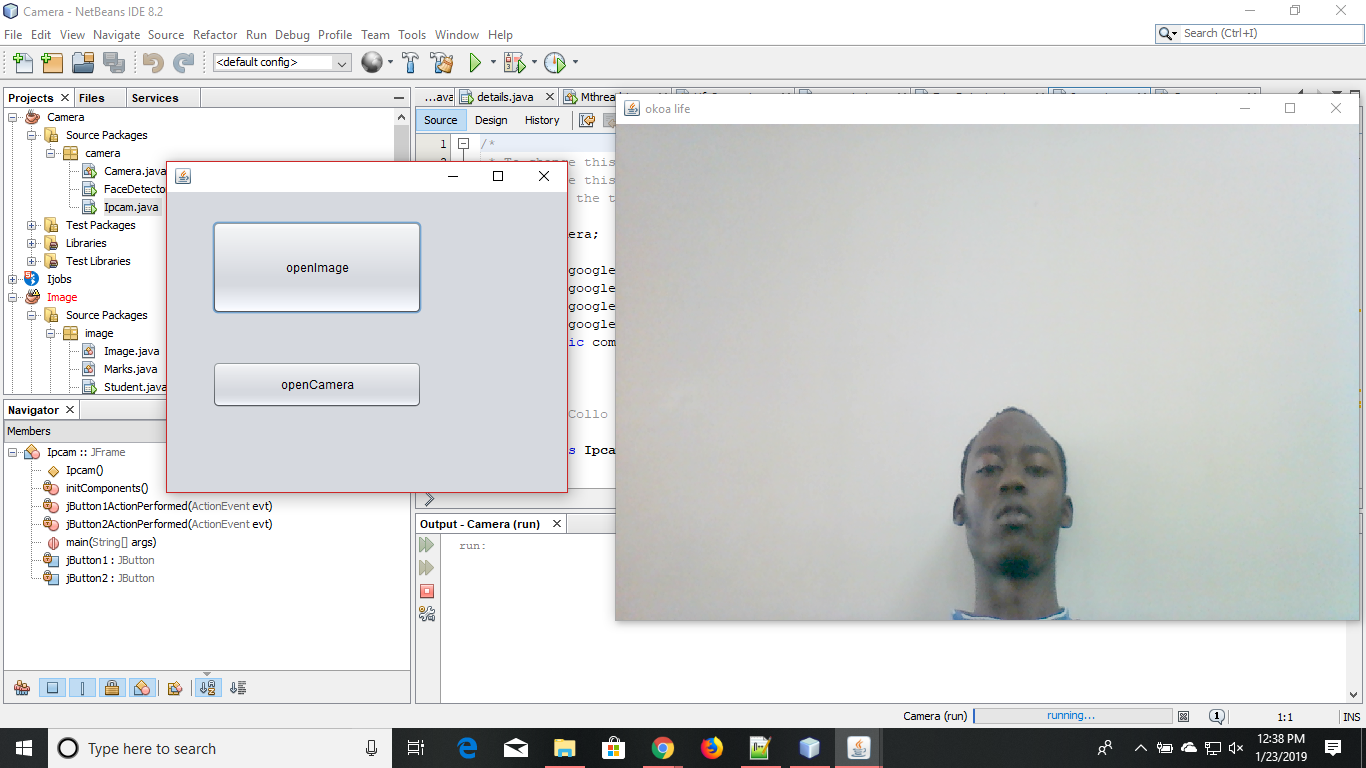 Camera - NetBeans IDE 8.2
File Edit View Navigate Source Refactor Run Debug Profile Team Tools Window Help
Search (Ctrl+I)
<default config>
Projects Files Services
Camera
Source Packages
camera
Camera.java
FaceDetecto
Ipcam.java
Test Packages
Libraries
Test Libraries
Ijobs
Image
Source Packages
image
Image.java
Marks.java
Student.java
Navigator
Members
Ipcam :: JFrame
Ipcam()
initComponents()
jButton1ActionPerformed(ActionEvent evt)
jButton2ActionPerformed(ActionEvent evt)
main(String[] args)
jButton1 : JButton
jButton2 : JButton
openImage
openCamera
...ava details.java Mthread
Source Design History
1 /*
* To change this
e this
the t
era;
google
google
google
google
ic com
Collo
s Ipca
okoa life
Output - Camera (run)
run:
Camera (run) running... 1 1:1 INS
Type here to search
12:38 PM
1/23/2019